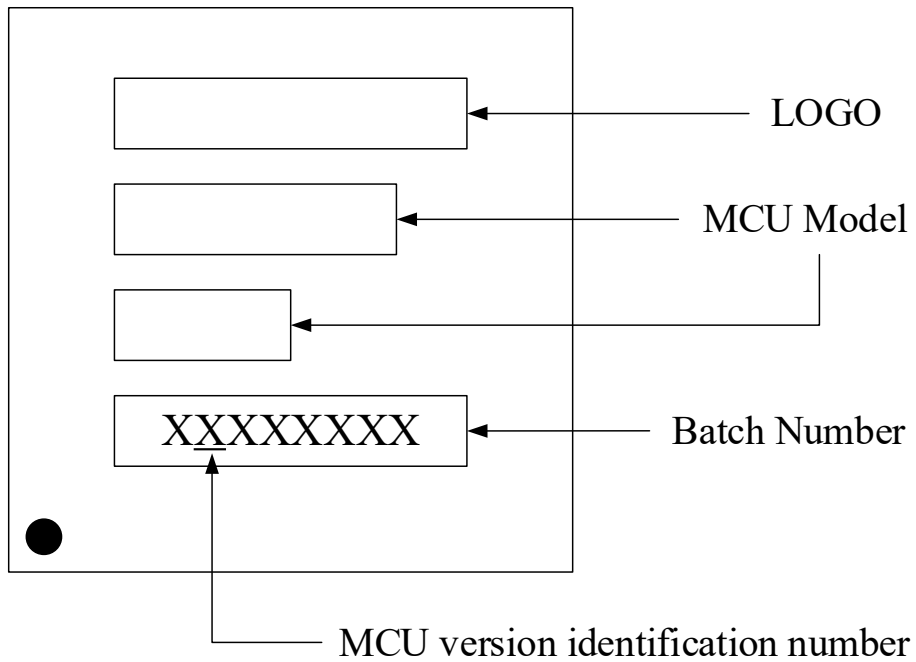 LOGO
MCU Model
XXXXXXXX
Batch Number
MCU version identification number